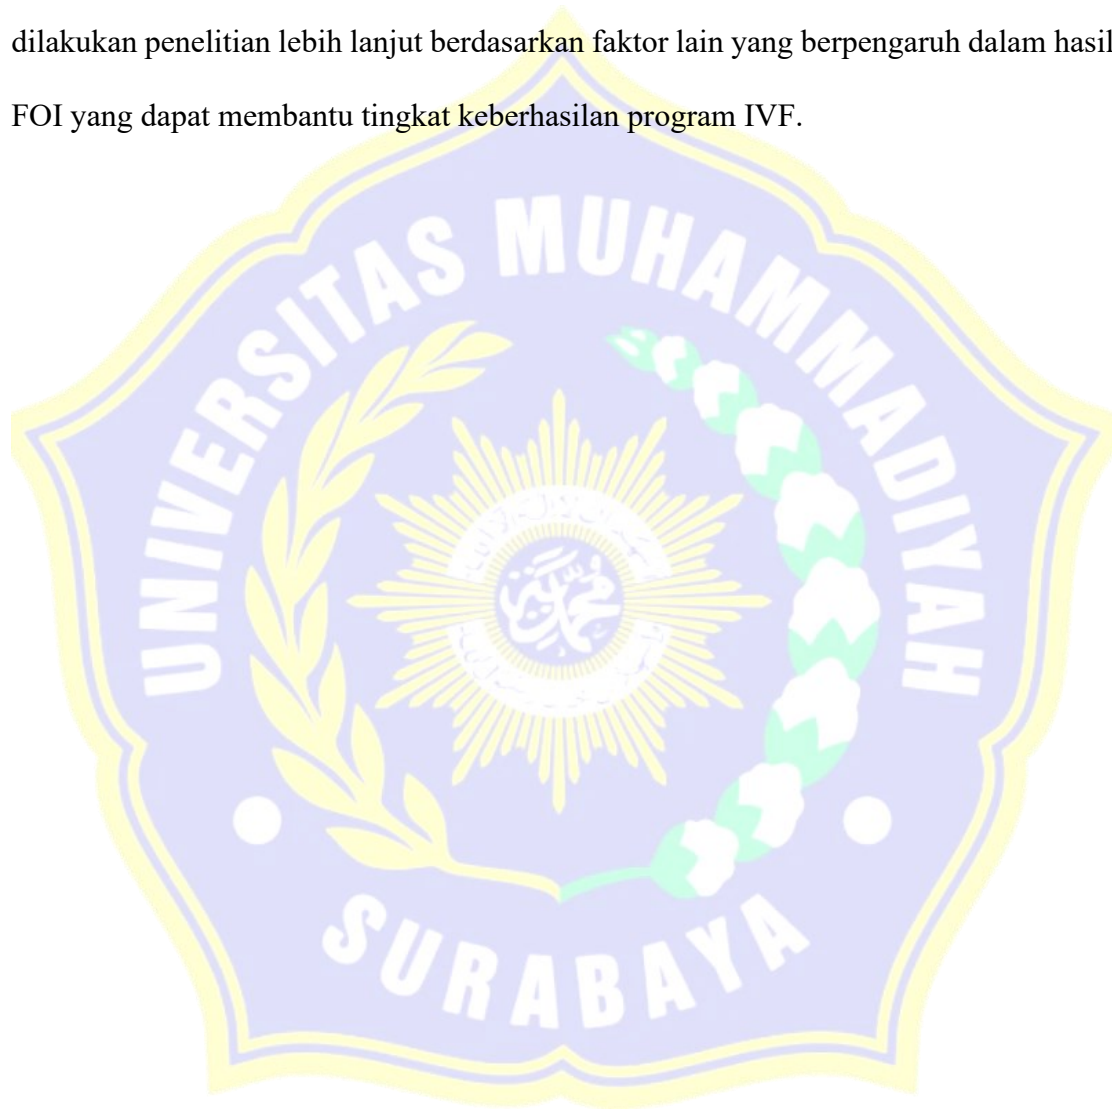 dilakukan penelitian lebih lanjut berdasarkan faktor lain yang berpengaruh dalam hasil
FOI yang dapat membantu tingkat keberhasilan program IVF.
UNIVERSITAS MUHAMMADIYAH
SURABAYA